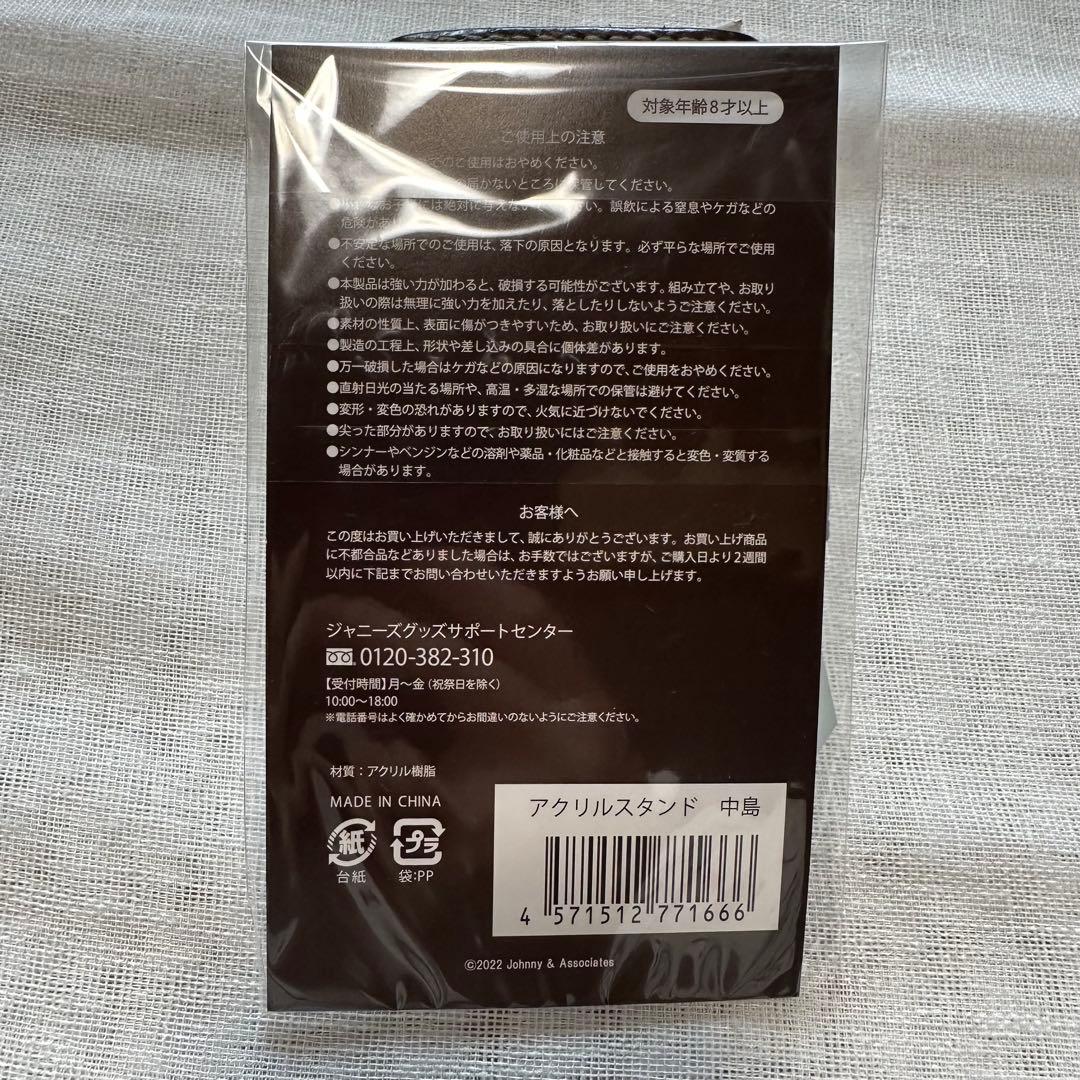 対象年齢8才以上
ご使用上の注意
でのご使用はおやめください。
の届かないところに保管してください。
には絶対に与えないでください。誤飲による窒息やケガなどの
危険があり
●不安定な場所でのご使用は、落下の原因となります。必ず平らな場所でご使用
ください。
●本製品は強い力が加わると、破損する可能性がございます。組み立てや、お取り
扱いの際は無理に強い力を加えたり、落としたりしないようご注意ください。
●素材の性質上、表面に傷がつきやすいため、お取り扱いにご注意ください。
●製造の工程上、形状や差し込みの具合に個体差があります。
●万一破損した場合はケガなどの原因になりますので、ご使用をおやめください。
●直射日光の当たる場所や、高温・多湿な場所での保管は避けてください。
●変形・変色の恐れがありますので、火気に近づけないでください。
●尖った部分がありますので、お取り扱いにはご注意ください。
●シンナーやベンジンなどの溶剤や薬品・化粧品などと接触すると変色・変質する
場合があります。
お客様へ
この度はお買い上げいただきまして、誠にありがとうございます。お買い上げ商品
に不都合品などありました場合は、お手数ではございますが、ご購入日より2週間
以内に下記までお問い合わせいただきますようお願い申し上げます。
ジャニーズグッズサポートセンター
0120-382-310
【受付時間】月〜金（祝祭日を除く）
10:00〜18:00
※電話番号はよく確かめてからお間違いのないようにご注意ください。
材質：アクリル樹脂
MADE IN CHINA
紙 プラ
台紙 袋:PP
アクリルスタンド 中島
4 571512 771666
©2022 Johnny & Associates